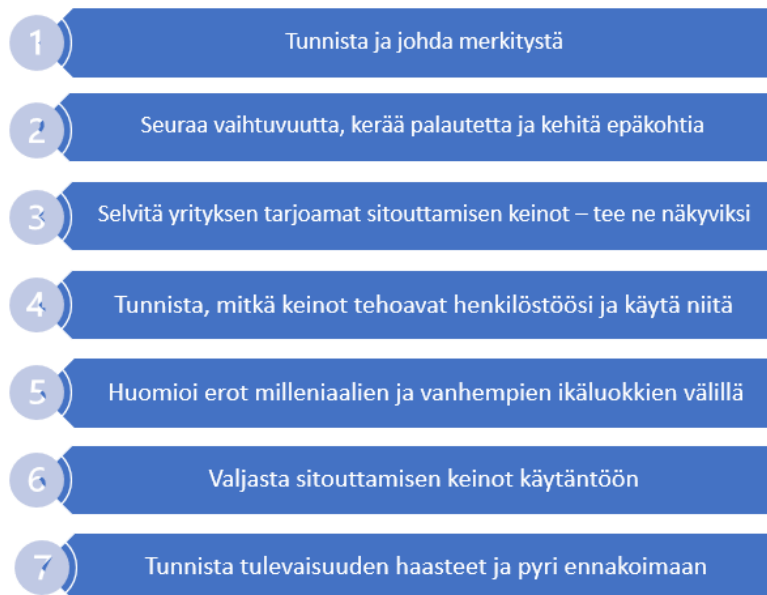 1 Tunnista ja johda merkitystä
2 Seuraa vaihtuvuutta, kerää palautetta ja kehitä epäkohtia
3 Selvitä yrityksen tarjoamat sitouttamisen keinot – tee ne näkyviksi
4 Tunnista, mitkä keinot tehoavat henkilöstöösi ja käytä niitä
5 Huomioi erot milleniaalien ja vanhempien ikäluokkien välillä
6 Valjasta sitouttamisen keinot käytäntöön
7 Tunnista tulevaisuuden haasteet ja pyri ennakoimaan